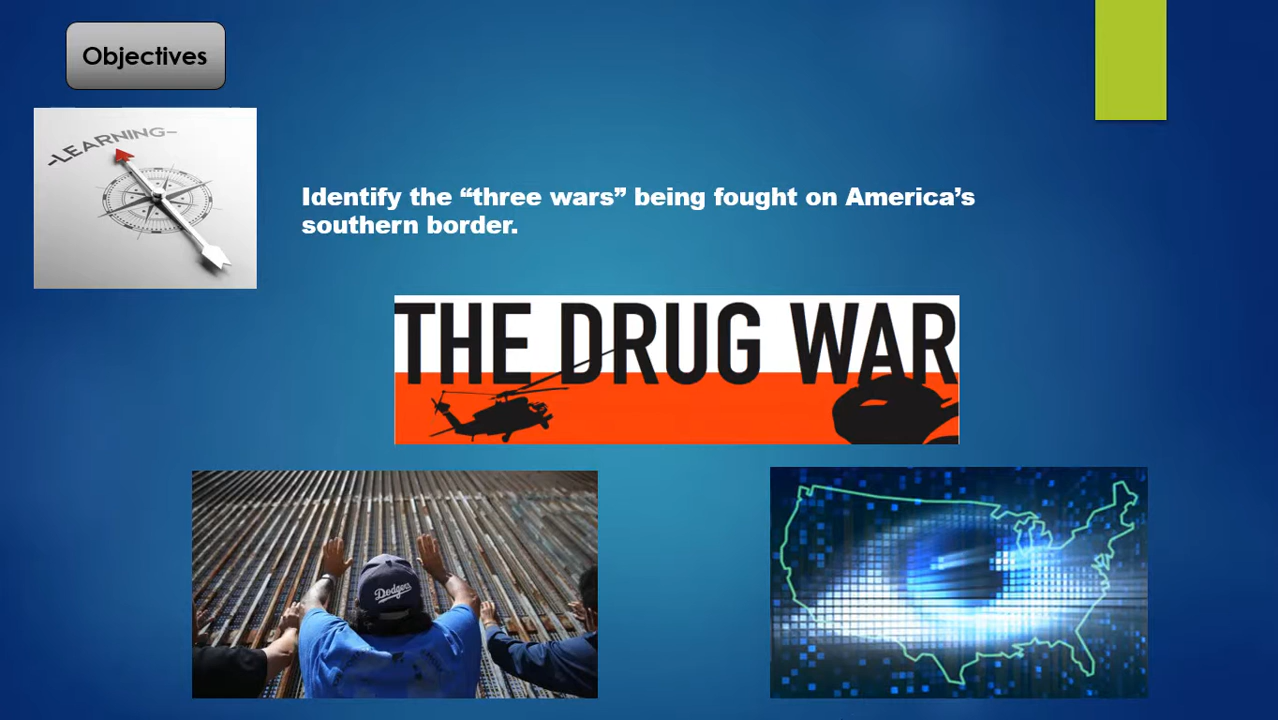 Objectives
-LEARNING-
Identify the “three wars” being fought on America’s
southern border.
THE DRUG WAR
Dodgers